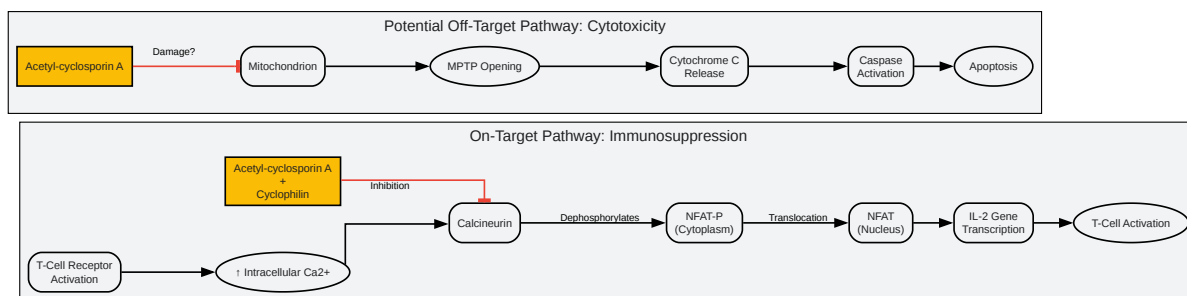 Potential Off-Target Pathway: Cytotoxicity
Acetyl-cyclosporin A
Damage?
Mitochondrion
MPTP Opening
Cytochrome C
Release
Caspase
Activation
Apoptosis
On-Target Pathway: Immunosuppression
Acetyl-cyclosporin A
+
Cyclophilin
Inhibition
Calcineurin
Dephosphorylates
NFAT-P
(Cytoplasm)
Translocation
NFAT
(Nucleus)
IL-2 Gene
Transcription
T-Cell Activation
T-Cell Receptor
Activation
↑ Intracellular Ca2+